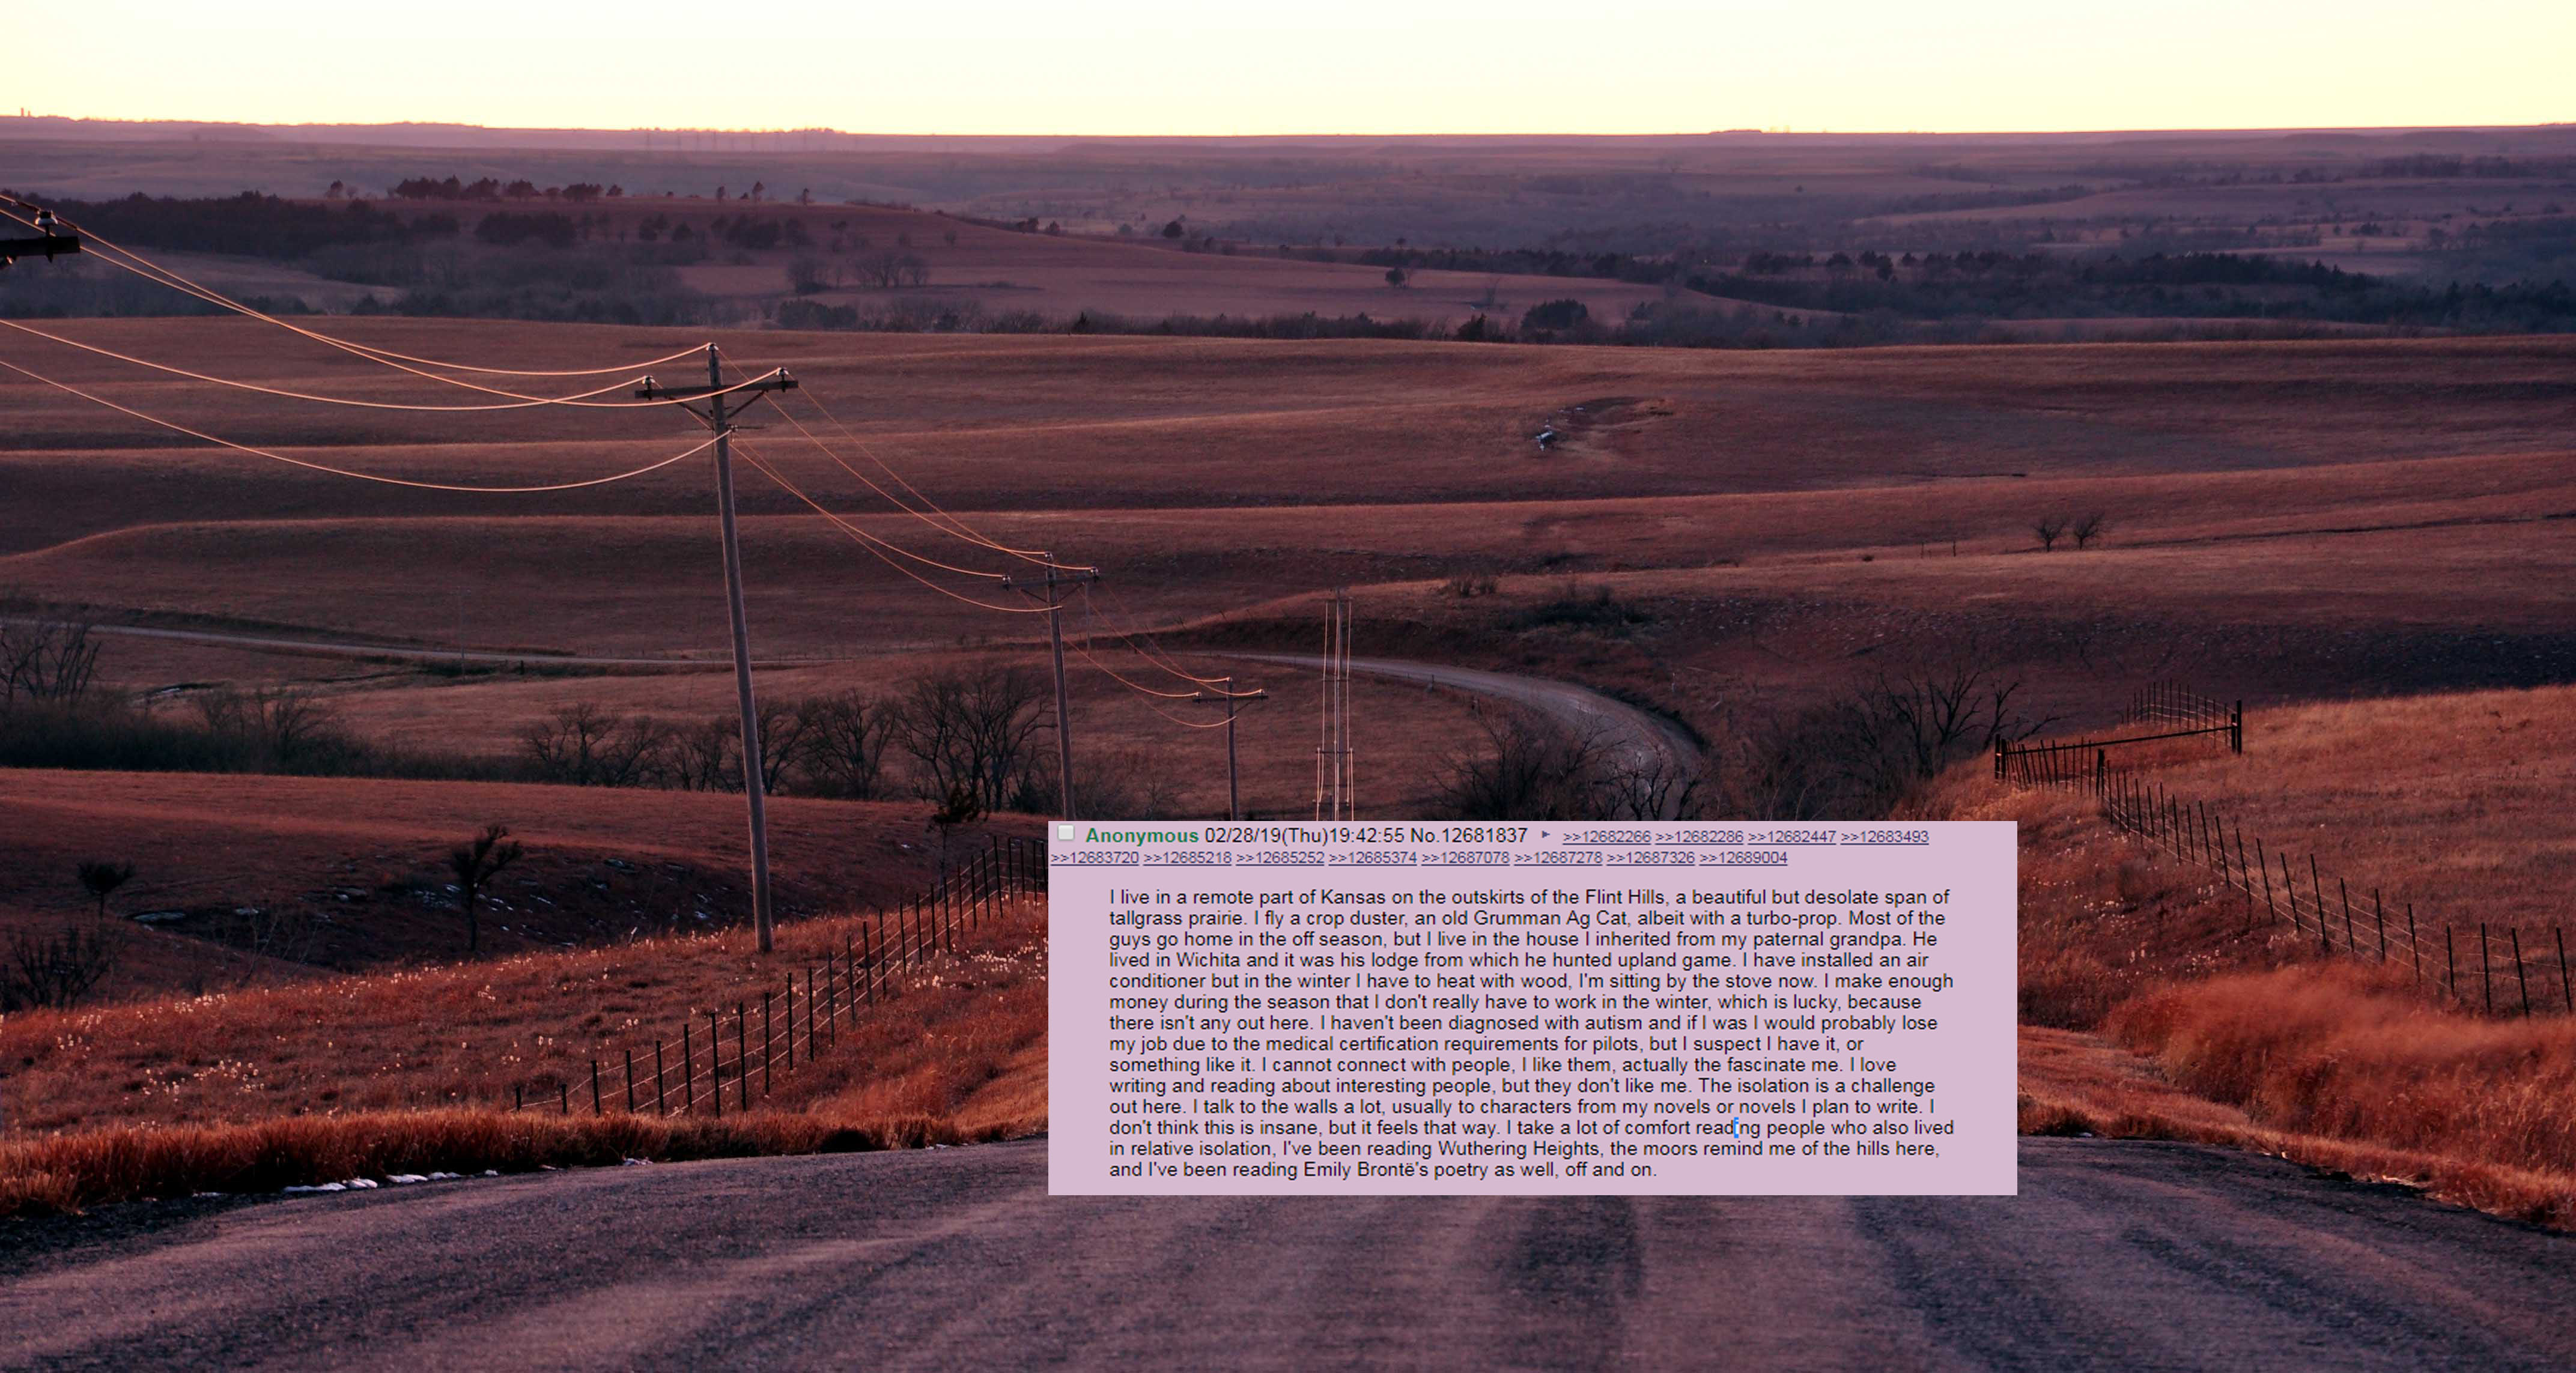 Anonymous 02/28/19(Thu)19:42:55 No.12681837 ▶ >>12682266 >>12682286 >>12682447 >>12683493
>>12683720 >>12685218 >>12685252 >>12685374 >>12687078 >>12687278 >>12687326 >>12689004
I live in a remote part of Kansas on the outskirts of the Flint Hills, a beautiful but desolate span of
tallgrass prairie. I fly a crop duster, an old Grumman Ag Cat, albeit with a turbo-prop. Most of the
guys go home in the off season, but I live in the house I inherited from my paternal grandpa. He
lived in Wichita and it was his lodge from which he hunted upland game. I have installed an air
conditioner but in the winter I have to heat with wood, I'm sitting by the stove now. I make enough
money during the season that I don't really have to work in the winter, which is lucky, because
there isn't any out here. I haven't been diagnosed with autism and if I was I would probably lose
my job due to the medical certification requirements for pilots, but I suspect I have it, or
something like it. I cannot connect with people, I like them, actually the fascinate me. I love
writing and reading about interesting people, but they don't like me. The isolation is a challenge
out here. I talk to the walls a lot, usually to characters from my novels or novels I plan to write. I
don't think this is insane, but it feels that way. I take a lot of comfort reading people who also lived
in relative isolation, I've been reading Wuthering Heights, the moors remind me of the hills here,
and I've been reading Emily Brontë's poetry as well, off and on.